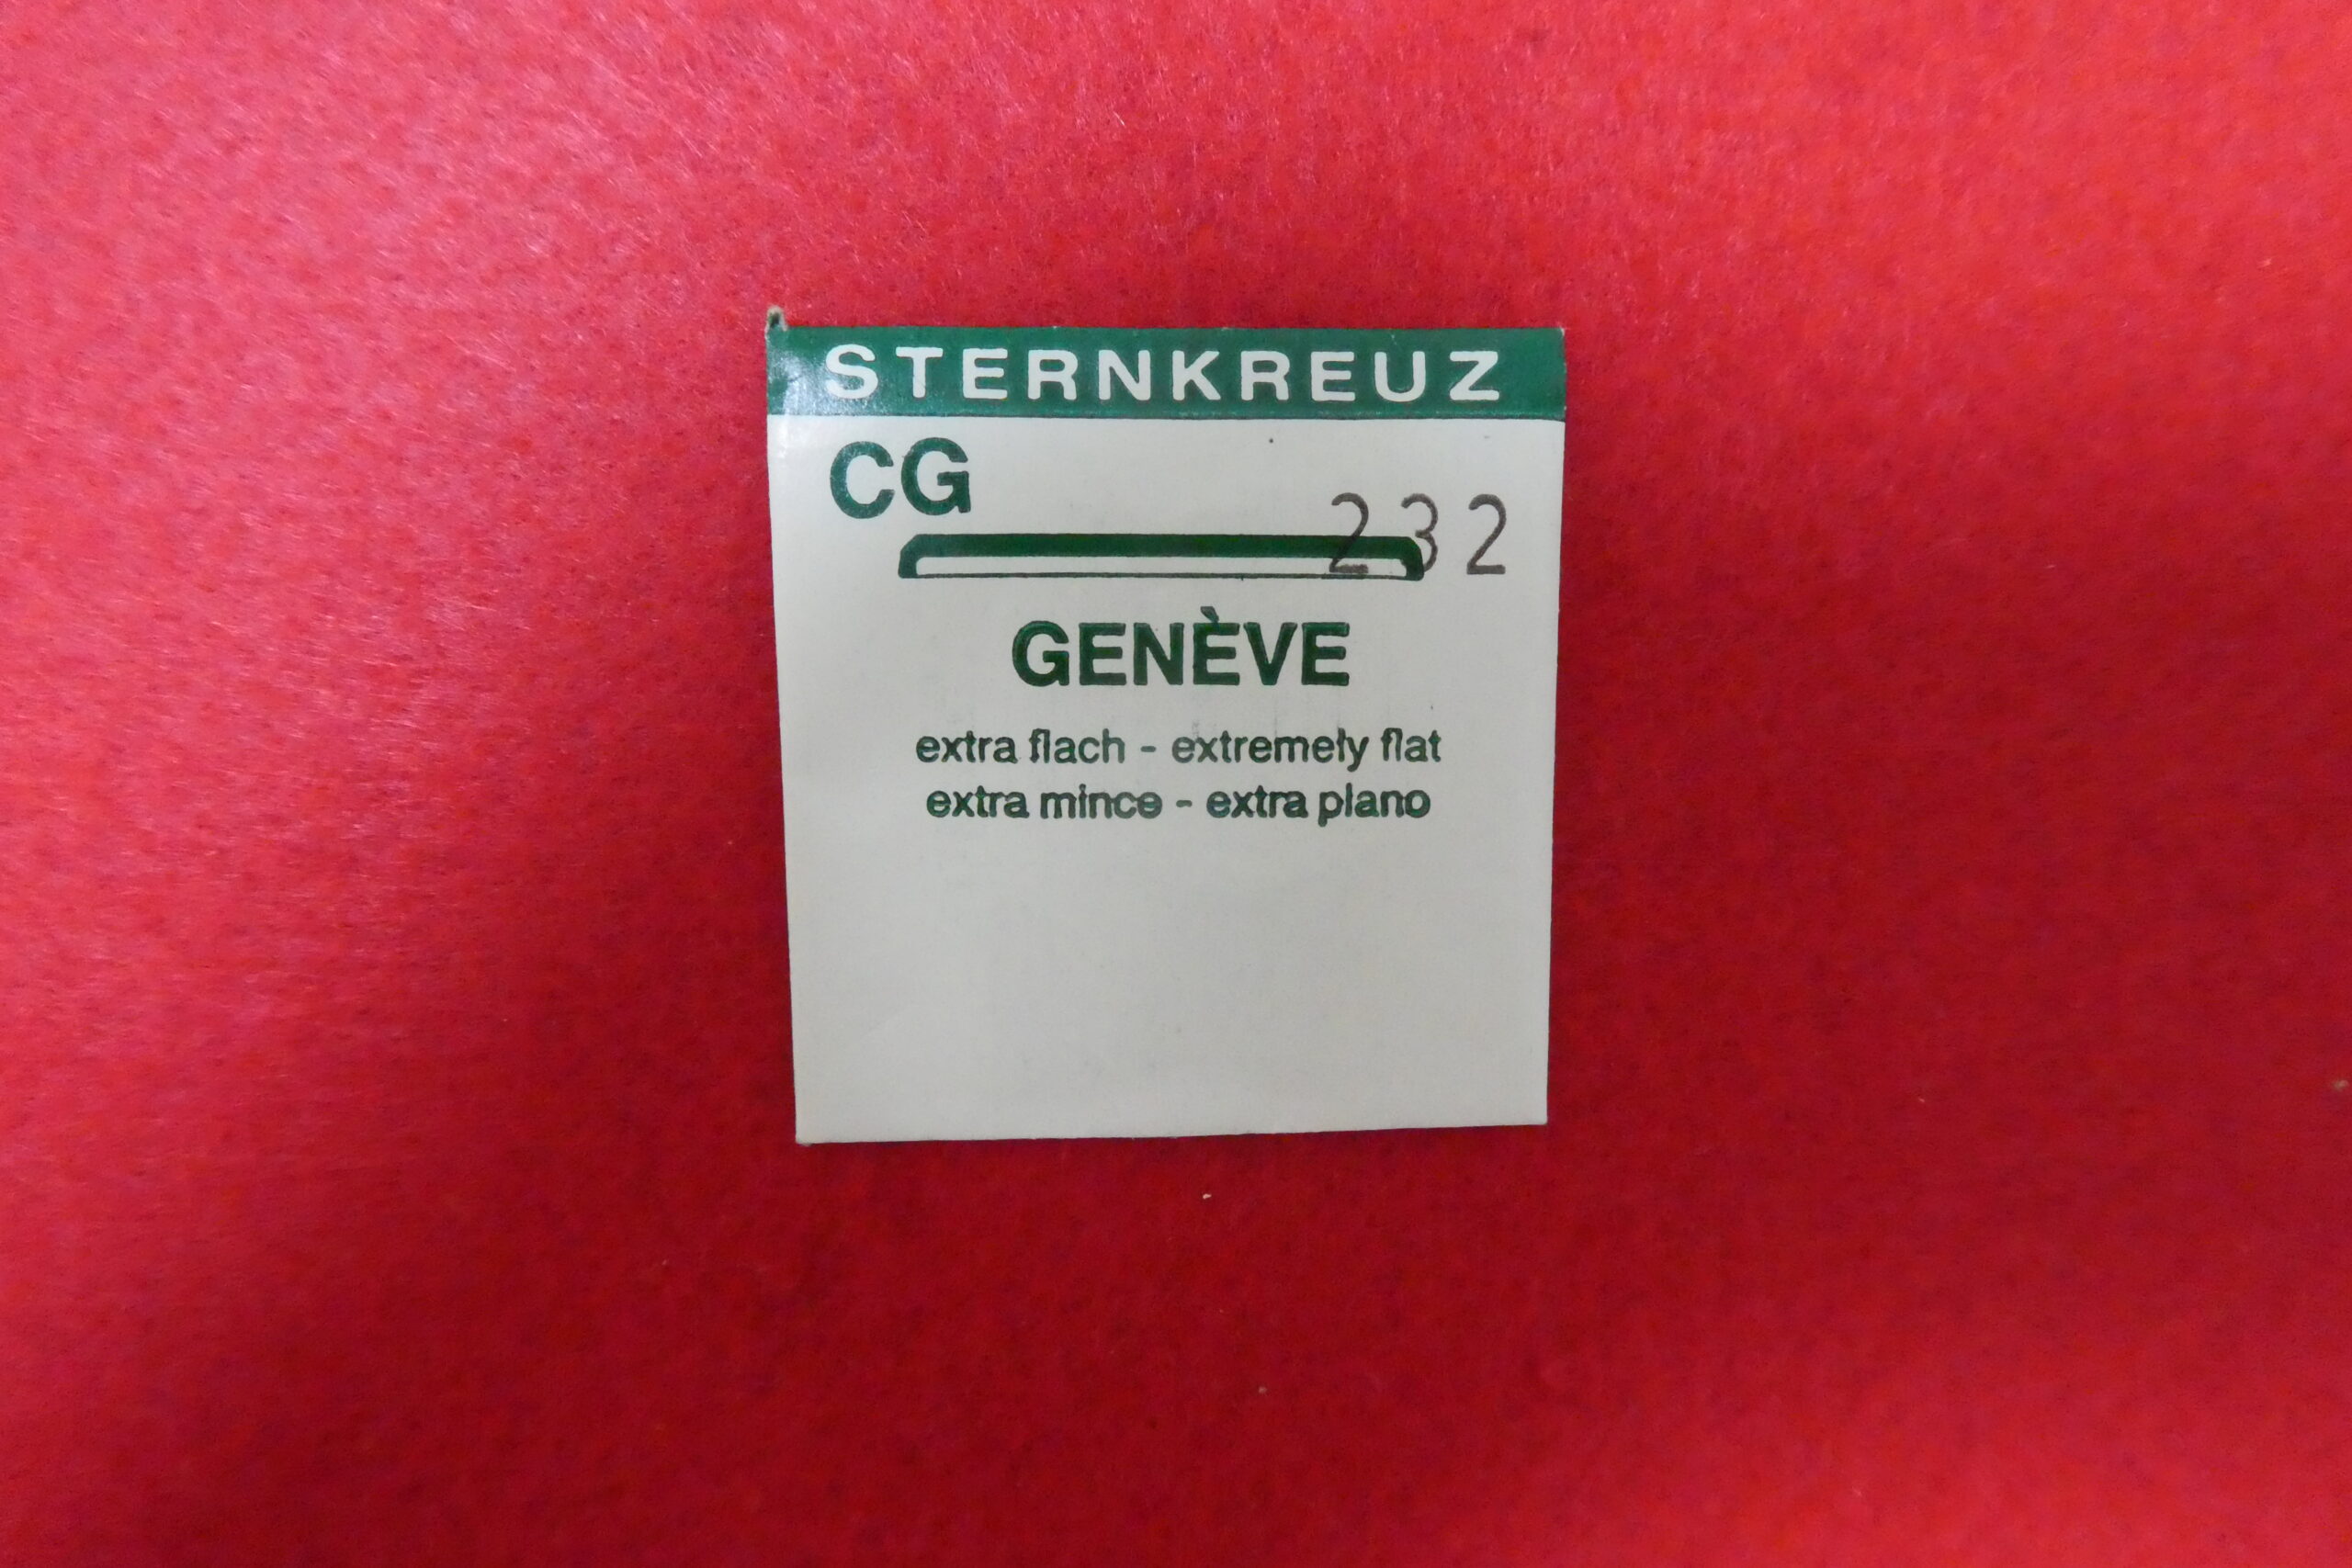 STERNKREUZ
CG
232
GENÈVE
extra flach - extremely flat
extra mince - extra plano